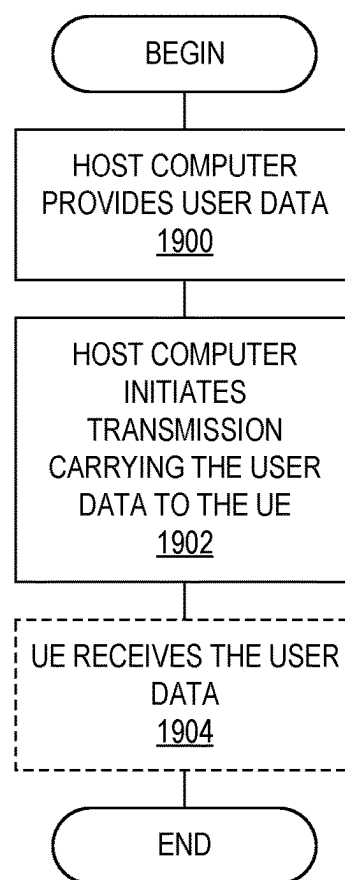 BEGIN
HOST COMPUTER
PROVIDES USER DATA
1900
HOST COMPUTER
INITIATES
TRANSMISSION
CARRYING THE USER
DATA TO THE UE
1902
UE RECEIVES THE USER
DATA
1904
END